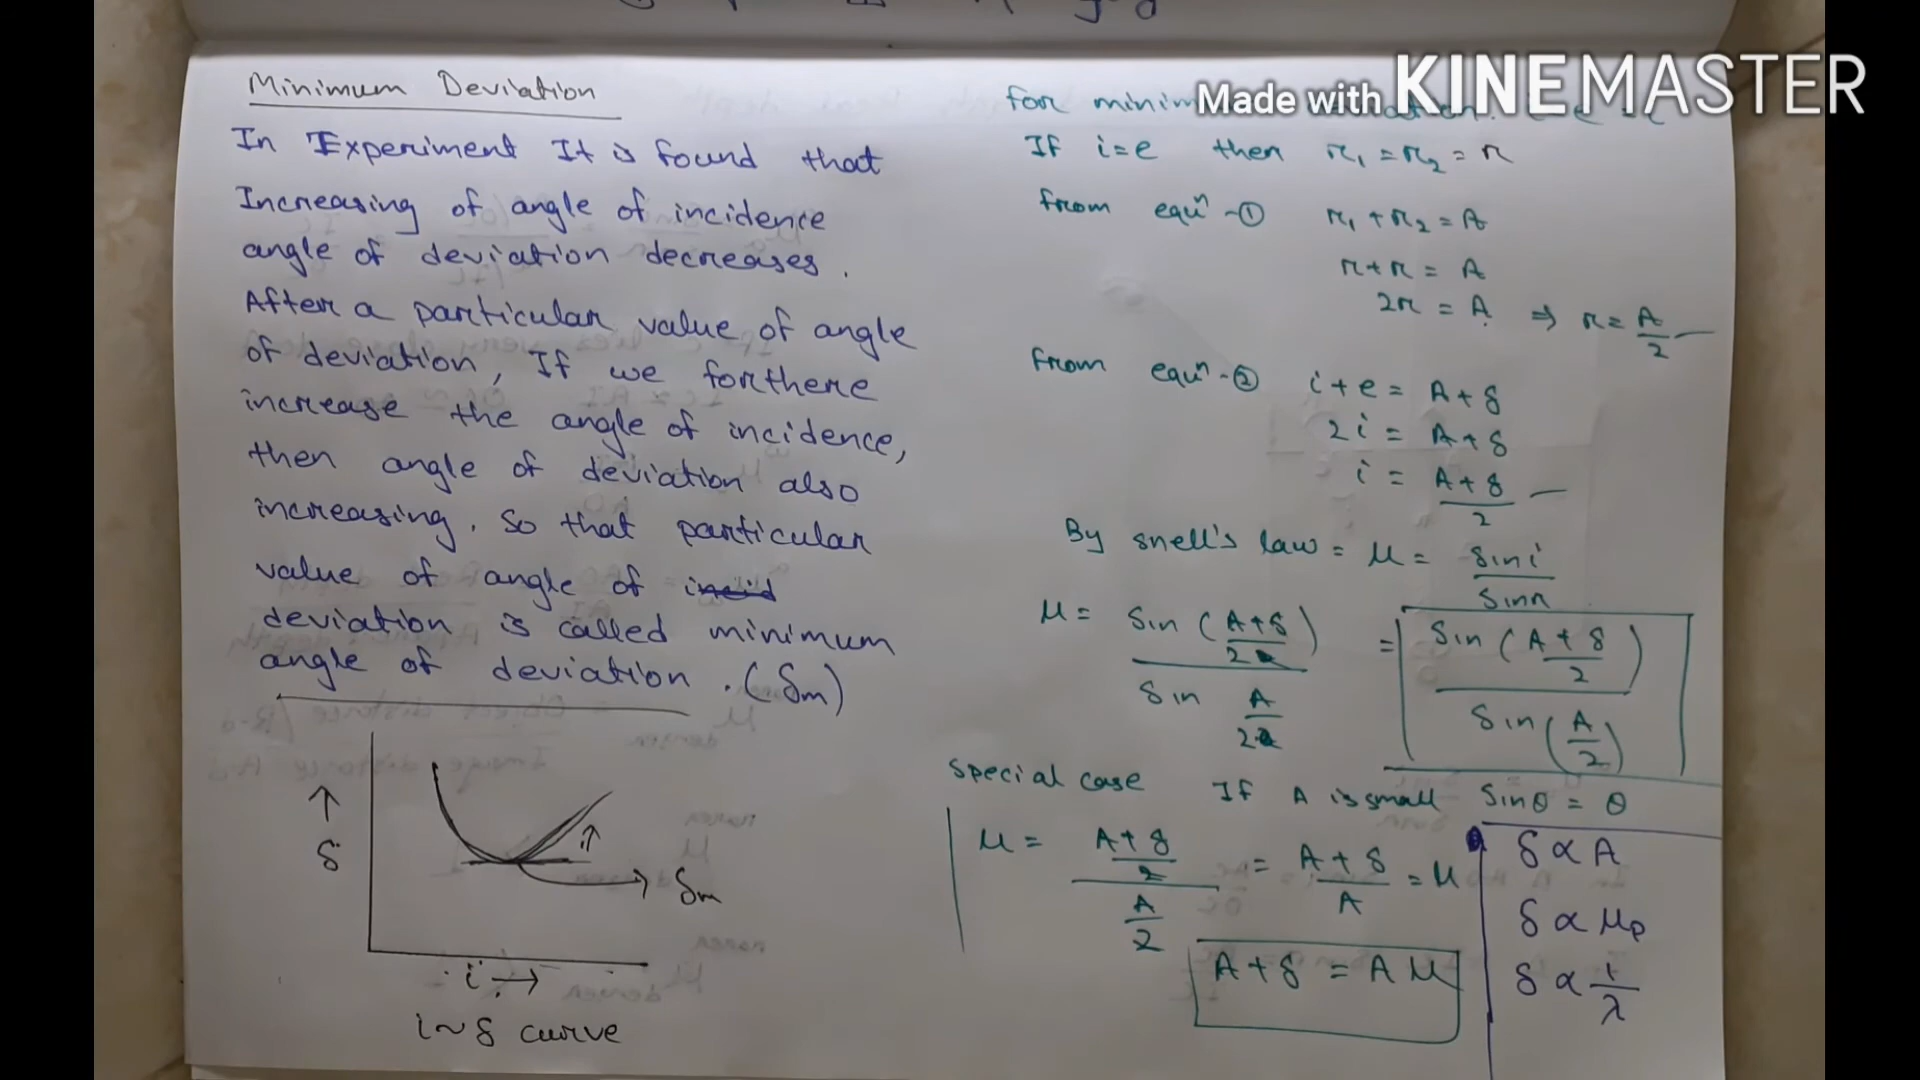 Minimum Deviation
In Experiment It is found that
Increasing of angle of incidence
angle of deviation decreases.
After a particular value of angle
of deviation, If we forthere
increase the angle of incidence,
then angle of deviation also
increasing. So that particular
value of angle of incid
deviation is called minimum
angle of deviation. (δm)
↑
δ
δm
i →
i ~ δ curve
Made with KINEMASTER
for minim
If i=e then r₁ = r₂ = r
from equⁿ -① r₁ + r₂ = A
r + r = A
2r = A ⇒ r = A/2
from equⁿ -② i + e = A + δ
2i = A + δ
i = A + δ / 2
By snell's law = μ = sin i / sin r
μ = sin (A+δ / 2) / sin A/2 = sin (A+δ / 2) / sin (A/2)
special case If A is small sinθ = θ
μ = A+δ/2 / A/2 = A+δ / A = μ
A + δ = A μ
δ ∝ A
δ ∝ μp
δ ∝ 1/λ